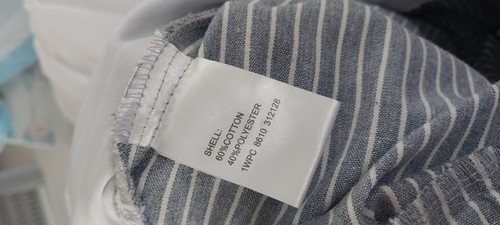 SHELL:
60%COTTON
40%POLYESTER
1WPC 8610 312128